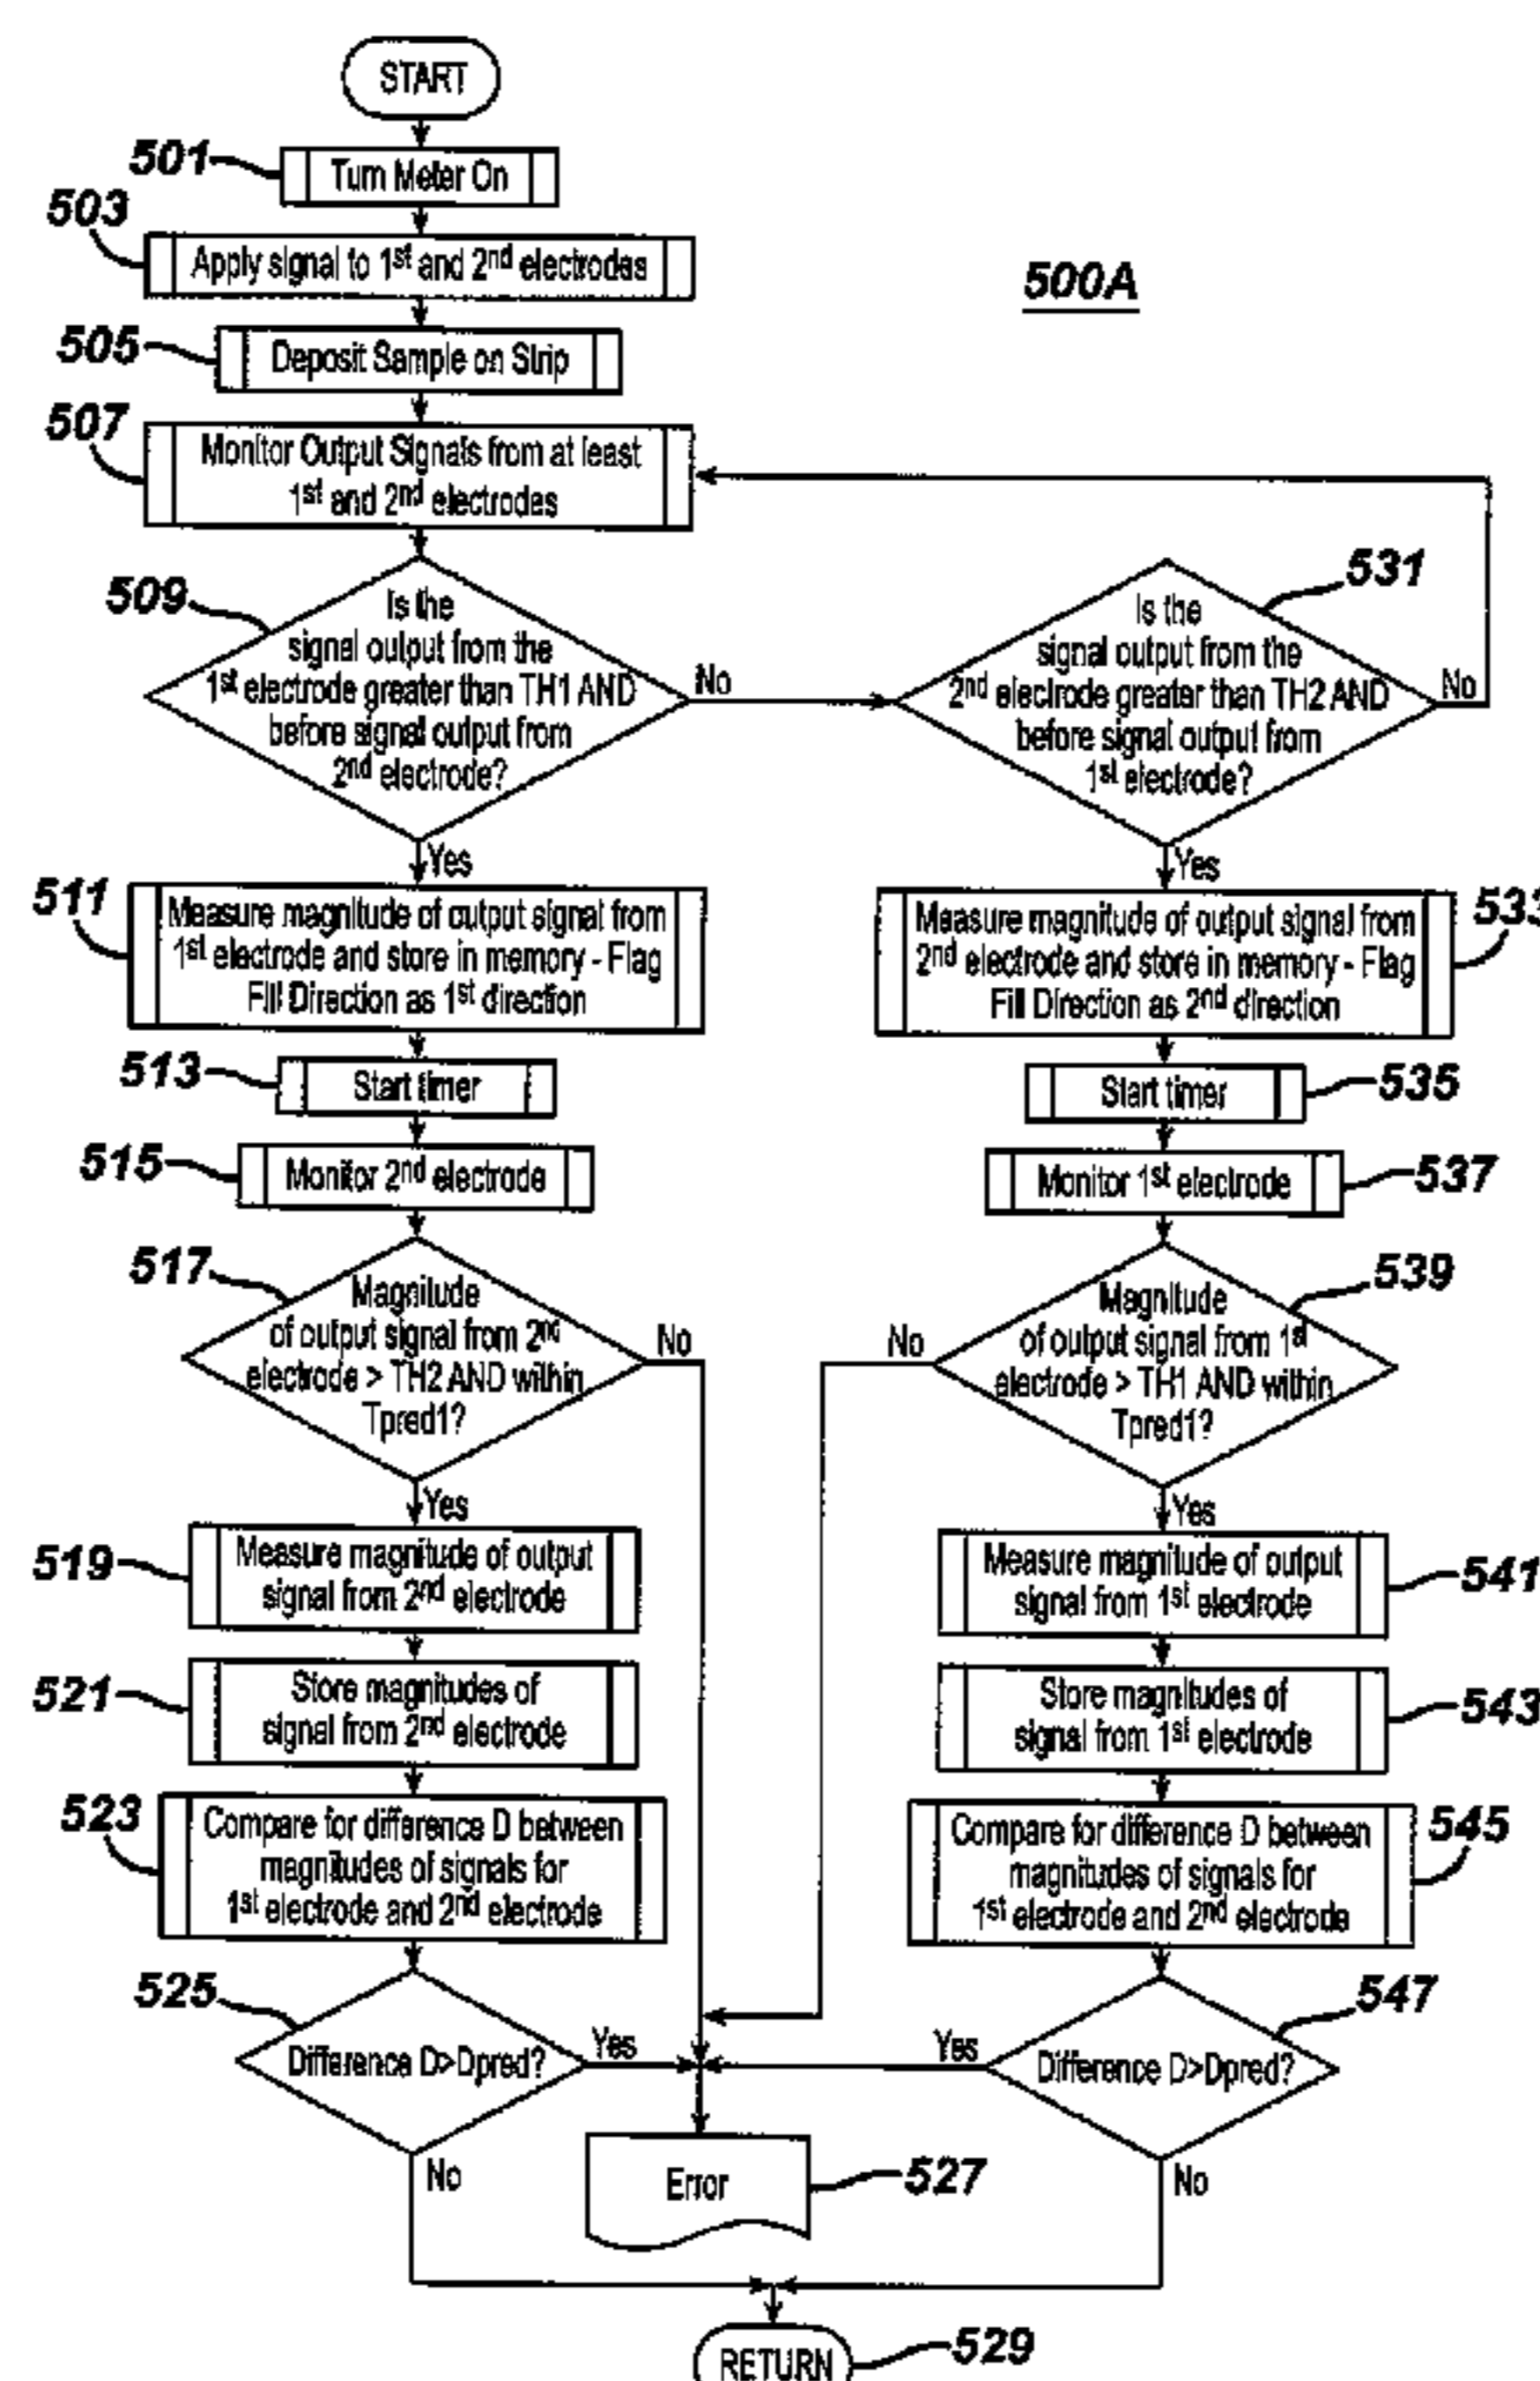 START
501
Turn Meter On
503
Apply signal to 1st and 2nd electrodes
500A
505
Deposit Sample on Strip
507
Monitor Output Signals from at least
1st and 2nd electrodes
509
Is the
signal output from the
1st electrode greater than TH1 AND
before signal output from
2nd electrode?
No
Yes
531
Is the
signal output from the
2nd electrode greater than TH2 AND
before signal output from
1st electrode?
No
Yes
511
Measure magnitude of output signal from
1st electrode and store in memory - Flag
Fill Direction as 1st direction
533
Measure magnitude of output signal from
2nd electrode and store in memory - Flag
Fill Direction as 2nd direction
513
Start timer
535
Start timer
515
Monitor 2nd electrode
537
Monitor 1st electrode
517
Magnitude
of output signal from 2nd
electrode > TH2 AND within
Tpred1?
No
Yes
539
Magnitude
of output signal from 1st
electrode > TH1 AND within
Tpred1?
No
Yes
519
Measure magnitude of output
signal from 2nd electrode
541
Measure magnitude of output
signal from 1st electrode
521
Store magnitudes of
signal from 2nd electrode
543
Store magnitudes of
signal from 1st electrode
523
Compare for difference D between
magnitudes of signals for
1st electrode and 2nd electrode
545
Compare for difference D between
magnitudes of signals for
1st electrode and 2nd electrode
525
Difference D>Dpred?
Yes
No
547
Difference D>Dpred?
Yes
No
Error
527
RETURN
529